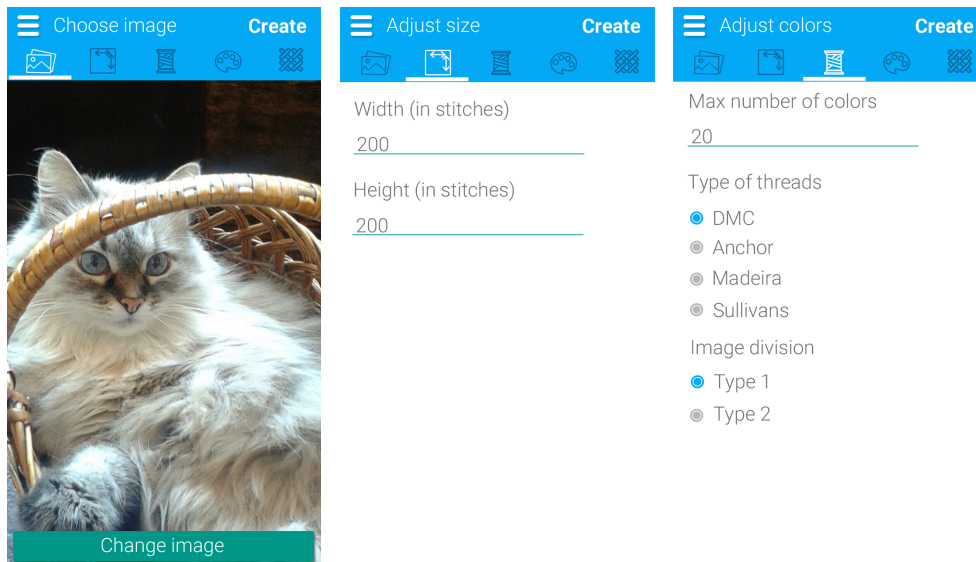 Choose image
Create
Change image
Adjust size
Create
Width (in stitches)
200
Height (in stitches)
200
Adjust colors
Create
Max number of colors
20
Type of threads
DMC
Anchor
Madeira
Sullivans
Image division
Type 1
Type 2